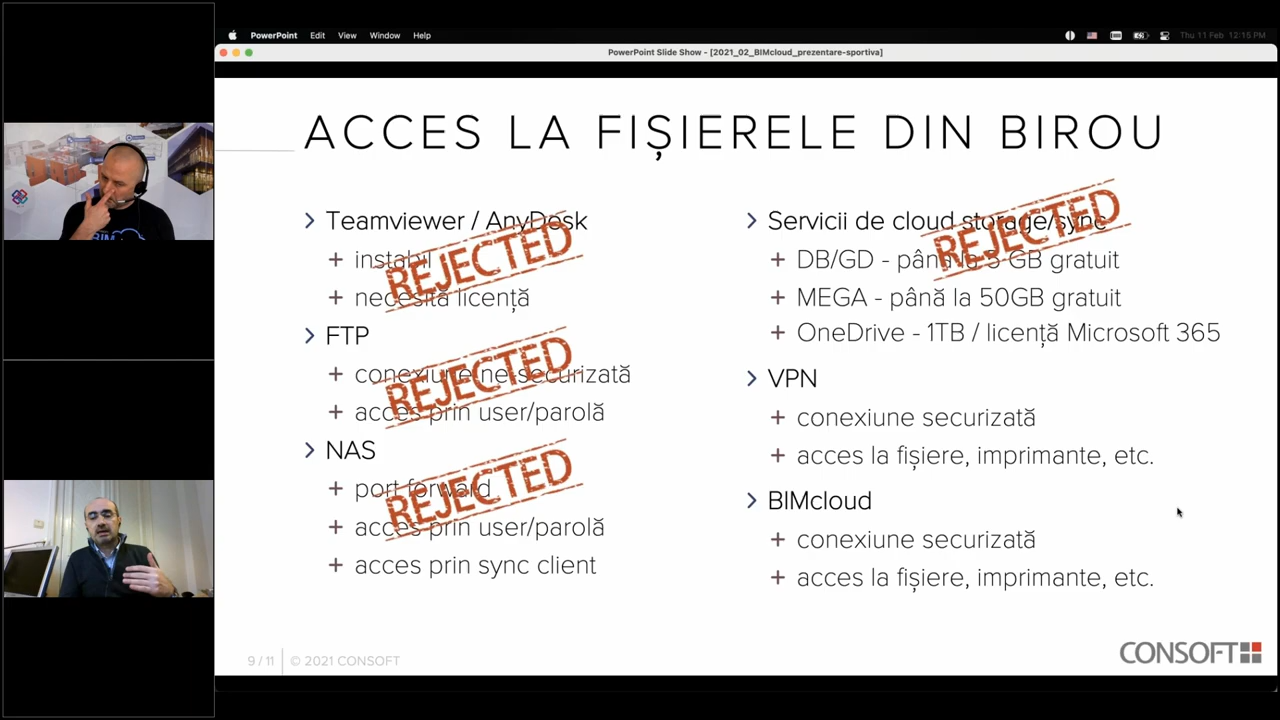 PowerPoint Edit View Window Help
Thu 11 Feb 12:15 PM
PowerPoint Slide Show - [2021_02_BIMcloud_prezentare-sportiva]
ACCES LA FIȘIERELE DIN BIROU
Teamviewer / AnyDesk
+ instabil
+ necesită licență
REJECTED
FTP
+ conexiune ne-securizată
+ acces prin user/parolă
REJECTED
NAS
+ port forward
+ acces prin user/parolă
+ acces prin sync client
REJECTED
Servicii de cloud storage/sync
+ DB/GD - până la 5 GB gratuit
+ MEGA - până la 50GB gratuit
+ OneDrive - 1TB / licență Microsoft 365
REJECTED
VPN
+ conexiune securizată
+ acces la fișiere, imprimante, etc.
BIMcloud
+ conexiune securizată
+ acces la fișiere, imprimante, etc.
9 / 11 © 2021 CONSOFT
CONSOFT
BIM